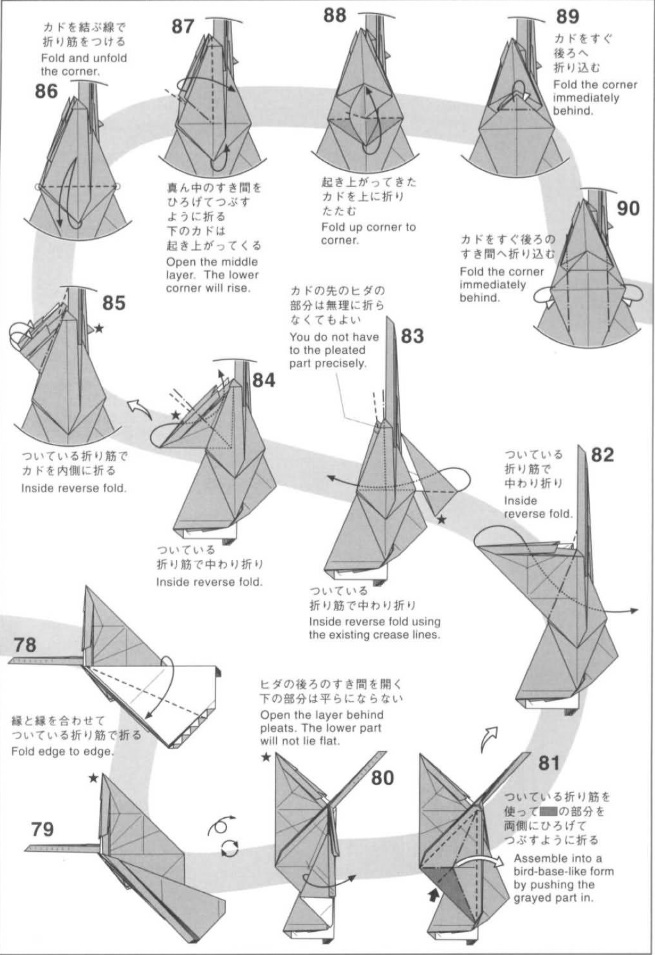 78
縁と縁を合わせて
ついている折り筋で折る
Fold edge to edge.
79
ヒダの後ろのすき間を開く
下の部分は平らにならない
Open the layer behind
pleats. The lower part
will not lie flat.
80
81
ついている折り筋を
使って の部分を
両側にひろげて
つぶすように折る
Assemble into a
bird-base-like form
by pushing the
grayed part in.
82
ついている
折り筋で
中わり折り
Inside
reverse fold.
83
カドの先のヒダの
部分は無理に折ら
なくてもよい
You do not have
to the pleated
part precisely.
ついている
折り筋で中わり折り
Inside reverse fold using
the existing crease lines.
84
ついている
折り筋で中わり折り
Inside reverse fold.
85
ついている折り筋で
カドを内側に折る
Inside reverse fold.
86
カドを結ぶ線で
折り筋をつける
Fold and unfold
the corner.
87
真ん中のすき間を
ひろげてつぶす
ように折る
下のカドは
起き上がってくる
Open the middle
layer. The lower
corner will rise.
88
起き上がってきた
カドを上に折り
たたむ
Fold up corner to
corner.
89
カドをすぐ
後ろへ
折り込む
Fold the corner
immediately
behind.
90
カドをすぐ後ろの
すき間へ折り込む
Fold the corner
immediately
behind.